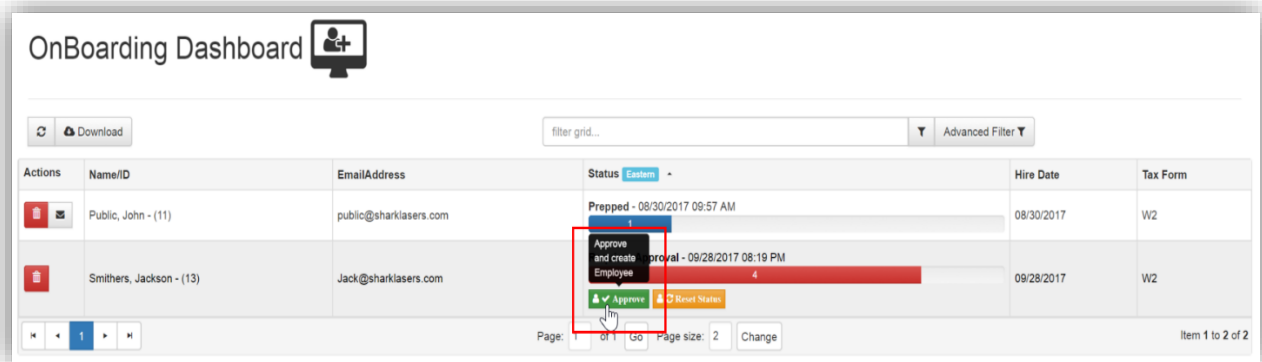 OnBoarding Dashboard
Download filter grid... Advanced Filter
Actions Name/ID EmailAddress Status Eastern Hire Date Tax Form
Public, John - (11) public@sharklasers.com Prepped - 08/30/2017 09:57 AM 08/30/2017 W2
1
Approve
and create
Employee
Smithers, Jackson - (13) Jack@sharklasers.com - 09/28/2017 08:19 PM 09/28/2017 W2
4
Approve Reset Status
1 Page: 1 of 1 Go Page size: 2 Change Item 1 to 2 of 2